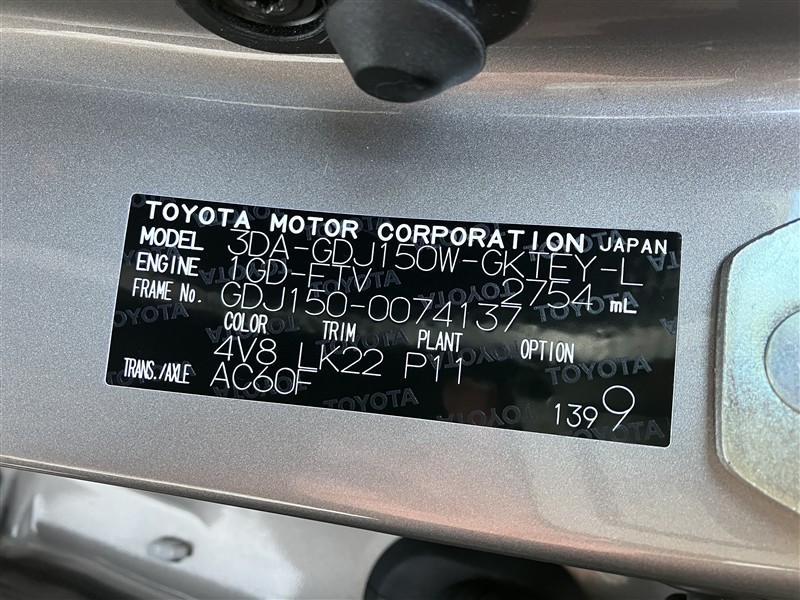 TOYOTA MOTOR CORPORATION JAPAN
MODEL 3DA-GDJ150W-GKTEY-L
ENGINE 1GD-FTV 2754 mL
FRAME No. GDJ150-0074137
COLOR TRIM PLANT OPTION
4V8 LK22 P11
TRANS./AXLE AC60F
1399